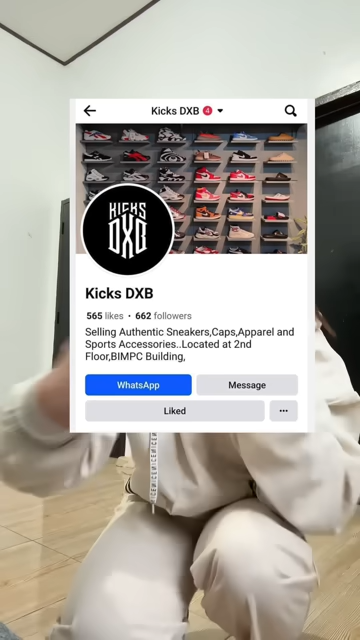 Kicks DXB 4
KICKS
DXB
Kicks DXB
565 likes • 662 followers
Selling Authentic Sneakers,Caps,Apparel and
Sports Accessories..Located at 2nd
Floor,BIMPC Building,
WhatsApp
Message
Liked